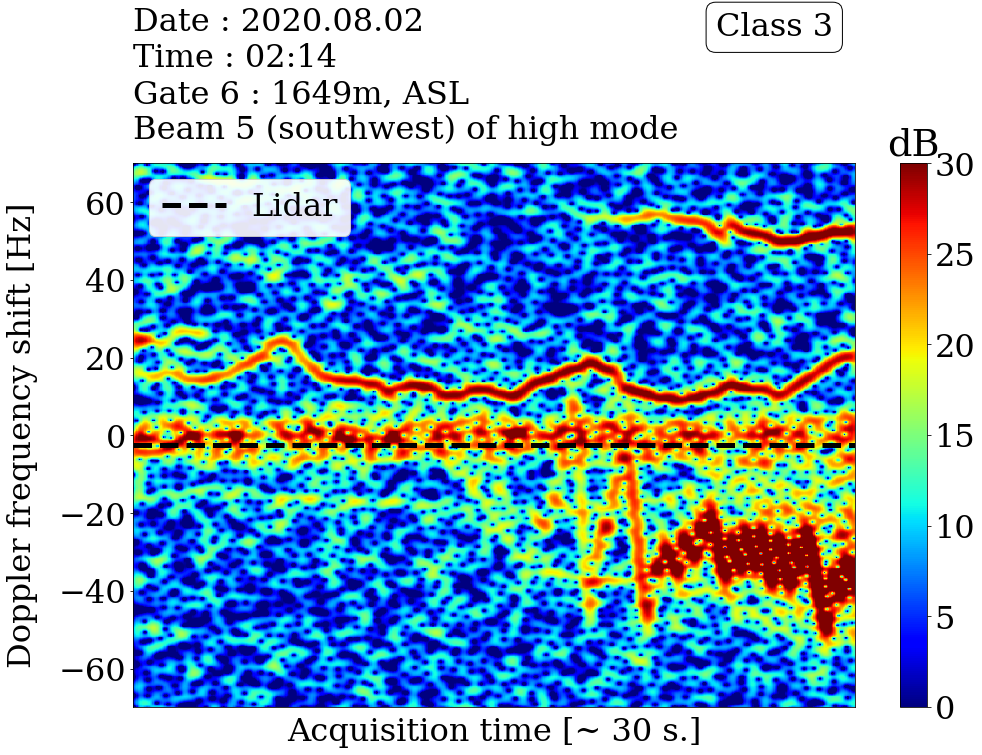 Date : 2020.08.02
Time : 02:14
Gate 6 : 1649m, ASL
Beam 5 (southwest) of high mode
Class 3
dB
Lidar
Doppler frequency shift [Hz]
60
40
20
0
−20
−40
−60
30
25
20
15
10
5
0
Acquisition time [~ 30 s.]